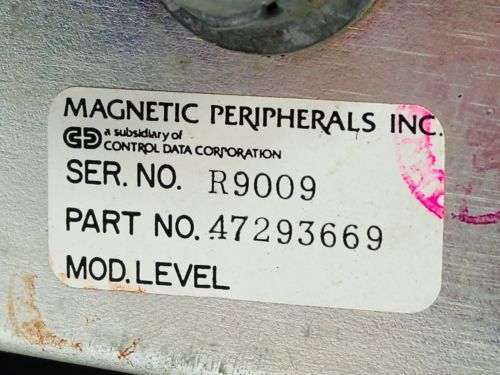 MAGNETIC PERIPHERALS INC.
a subsidiary of
CONTROL DATA CORPORATION
SER. NO. R9009
PART NO. 47293669
MOD. LEVEL